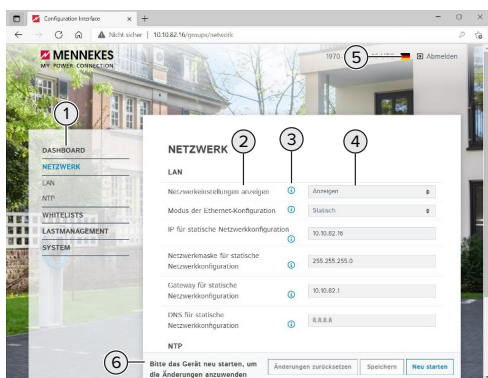 Configuration Interface
Nicht sicher | 10.10.82.16/groups/network
MENNEKES
MY POWER CONNECTION
1970
5
Abmelden
1
2
3
4
DASHBOARD
NETZWERK
LAN
NTP
WHITELISTS
LASTMANAGEMENT
SYSTEM
NETZWERK
LAN
Netzwerkeinstellungen anzeigen
Anzeigen
Modus der Ethernet-Konfiguration
Statisch
IP für statische Netzwerkkonfiguration
10.10.82.16
Netzwerkmaske für statische
Netzwerkkonfiguration
255.255.255.0
Gateway für statische
Netzwerkkonfiguration
10.10.82.1
DNS für statische
Netzwerkkonfiguration
8.8.8.8
NTP
6
Bitte das Gerät neu starten, um
die Änderungen anzuwenden
Änderungen zurücksetzen
Speichern
Neu starten